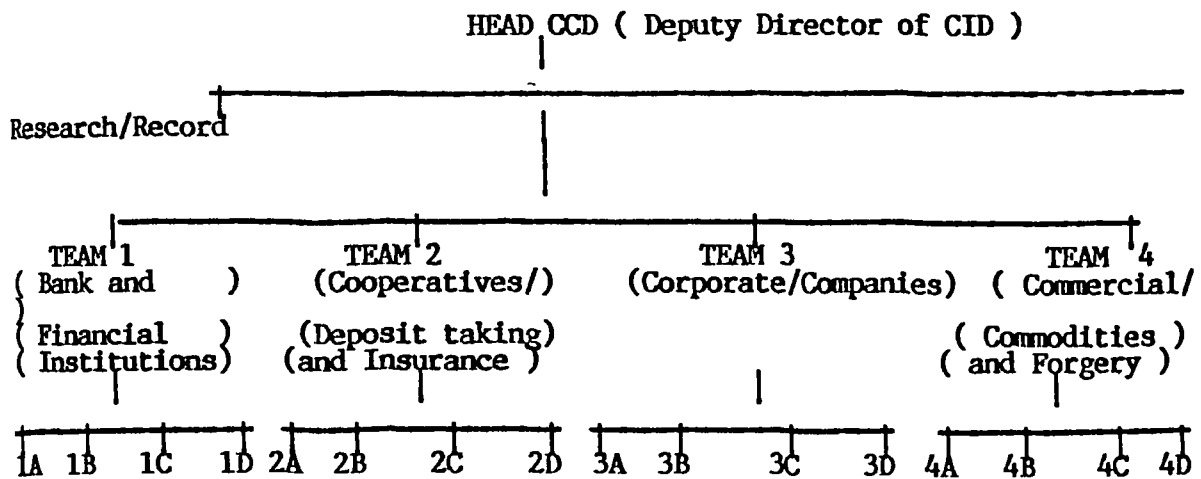 HEAD CCD ( Deputy Director of CID )
Research/Record
TEAM 1 TEAM 2 TEAM 3 TEAM 4
( Bank and ) (Cooperatives/) (Corporate/Companies) ( Commercial/
)
( Financial ) (Deposit taking) ( Commodities )
( Institutions) (and Insurance ) ( and Forgery )
1A 1B 1C 1D 2A 2B 2C 2D 3A 3B 3C 3D 4A 4B 4C 4D